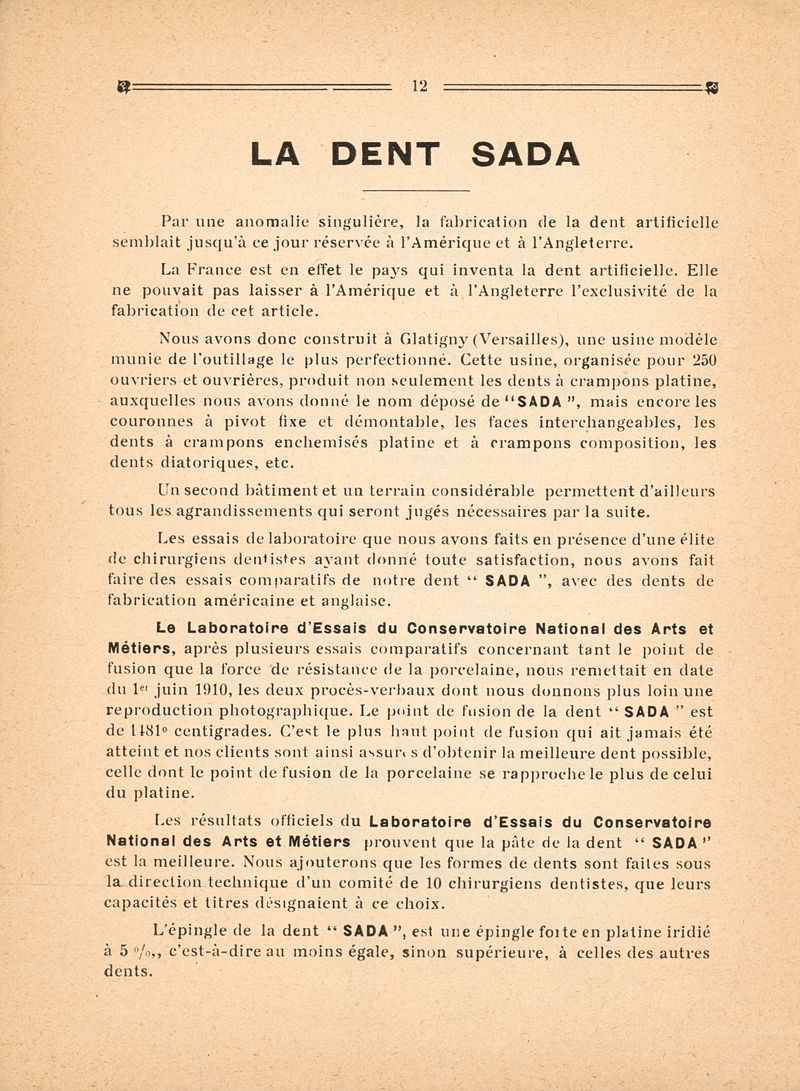 12
LA DENT SADA
Par une anomalie singulière, la fabrication de la dent artificielle
semblait jusqu'à ce jour réservée à l'Amérique et à l'Angleterre.
La France est en effet le pays qui inventa la dent artificielle. Elle
ne pouvait pas laisser à l'Amérique et à l'Angleterre l'exclusivité de la
fabrication de cet article.
Nous avons donc construit à Glatigny (Versailles), une usine modèle
munie de l'outillage le plus perfectionné. Cette usine, organisée pour 250
ouvriers et ouvrières, produit non seulement les dents à crampons platine,
auxquelles nous avons donné le nom déposé de “SADA”, mais encore les
couronnes à pivot fixe et démontable, les faces interchangeables, les
dents à crampons enchemisés platine et à crampons composition, les
dents diatoriques, etc.
Un second bâtiment et un terrain considérable permettent d'ailleurs
tous les agrandissements qui seront jugés nécessaires par la suite.
Les essais de laboratoire que nous avons faits en présence d'une élite
de chirurgiens dentistes ayant donné toute satisfaction, nous avons fait
faire des essais comparatifs de notre dent “ SADA ”, avec des dents de
fabrication américaine et anglaise.
Le Laboratoire d'Essais du Conservatoire National des Arts et
Métiers, après plusieurs essais comparatifs concernant tant le point de
fusion que la force de résistance de la porcelaine, nous remettait en date
du 1er juin 1910, les deux procès-verbaux dont nous donnons plus loin une
reproduction photographique. Le point de fusion de la dent “ SADA ” est
de 1481° centigrades. C'est le plus haut point de fusion qui ait jamais été
atteint et nos clients sont ainsi assurés d'obtenir la meilleure dent possible,
celle dont le point de fusion de la porcelaine se rapproche le plus de celui
du platine.
Les résultats officiels du Laboratoire d'Essais du Conservatoire
National des Arts et Métiers prouvent que la pâte de la dent “ SADA ”
est la meilleure. Nous ajouterons que les formes de dents sont faites sous
la direction technique d'un comité de 10 chirurgiens dentistes, que leurs
capacités et titres désignaient à ce choix.
L'épingle de la dent “ SADA ”, est une épingle forte en platine iridié
à 5 %,, c'est-à-dire au moins égale, sinon supérieure, à celles des autres
dents.